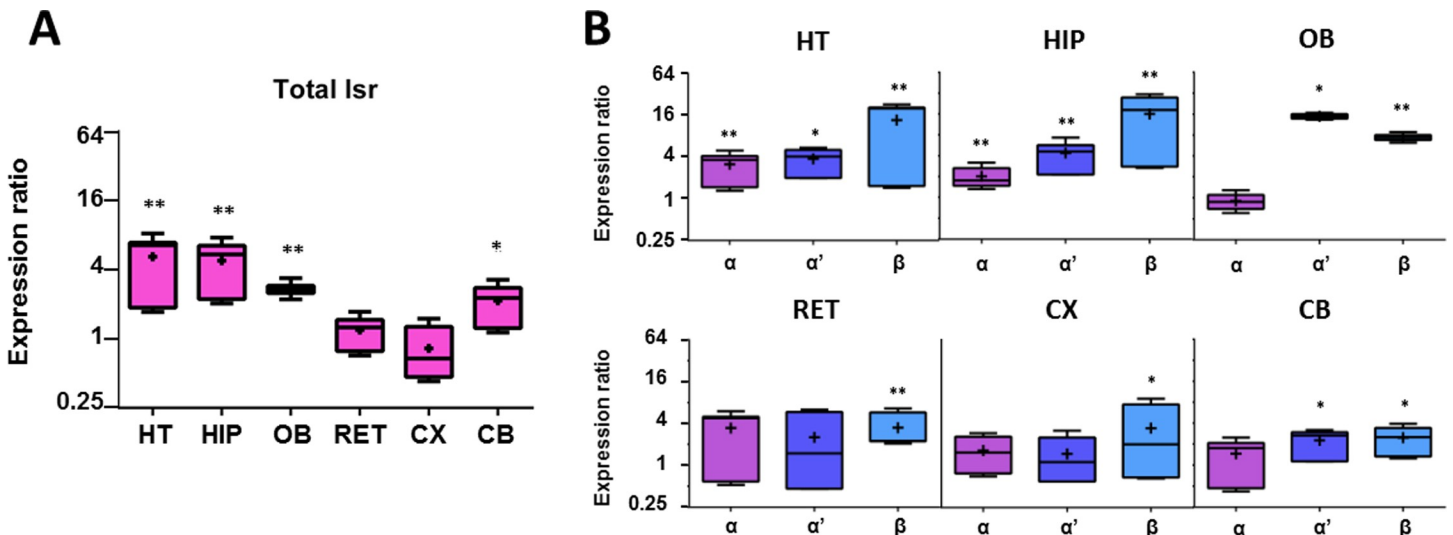 A
Total lsr
Expression ratio
64
16
4
1
0.25
** ** ** *
HT HIP OB RET CX CB
B
HT HIP OB
Expression ratio
64
16
4
1
0.25
** * **
** ** **
* **
α α’ β α α’ β α α’ β
RET CX CB
Expression ratio
64
16
4
1
0.25
** * * *
α α’ β α α’ β α α’ β